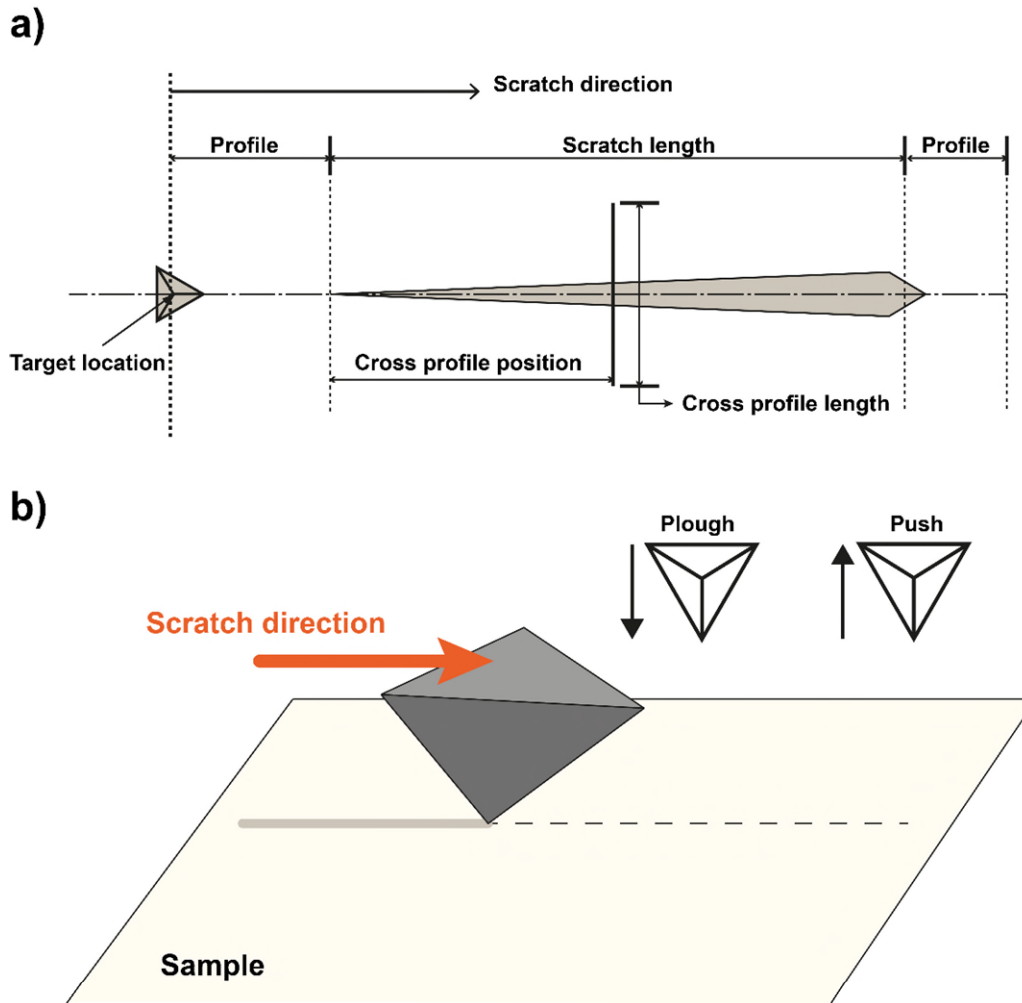 a)
Scratch direction
Profile
Scratch length
Profile
Target location
Cross profile position
Cross profile length
b)
Plough
Push
Scratch direction
Sample